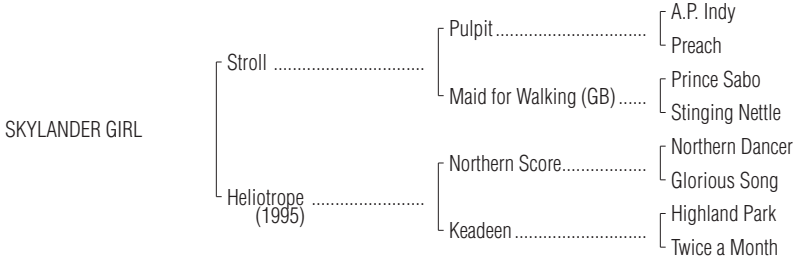 A.P. Indy
Pulpit
Preach
Stroll
Prince Sabo
Maid for Walking (GB)
Stinging Nettle
SKYLANDER GIRL
Northern Dancer
Northern Score
Glorious Song
Heliotrope
(1995)
Highland Park
Keadeen
Twice a Month